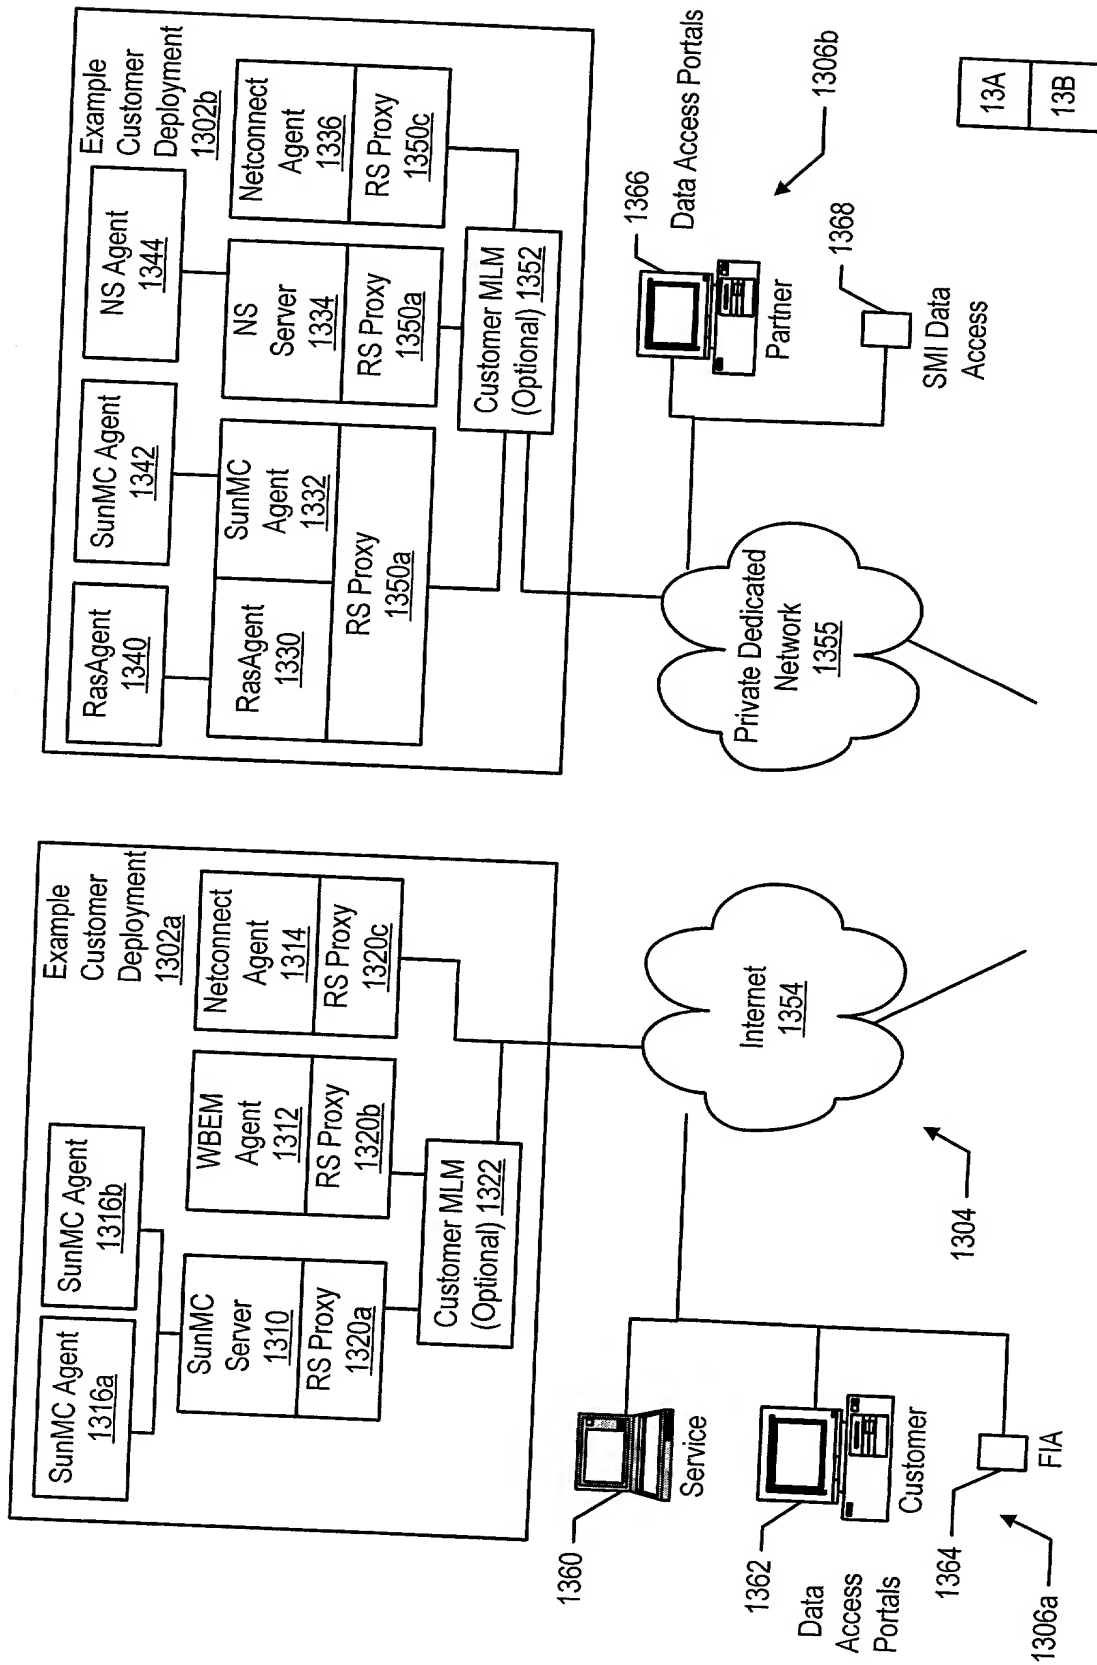 Example
Customer
Deployment
1302a
SunMC Agent
1316a
SunMC Agent
1316b
SunMC
Server
1310
RS Proxy
1320a
WBEM
Agent
1312
RS Proxy
1320b
Netconnect
Agent
1314
RS Proxy
1320c
Customer MLM
(Optional) 1322
Example
Customer
Deployment
1302b
RasAgent
1340
SunMC Agent
1342
NS Agent
1344
RasAgent
1330
SunMC
Agent
1332
RS Proxy
1350a
NS
Server
1334
RS Proxy
1350a
Netconnect
Agent
1336
RS Proxy
1350c
Customer MLM
(Optional) 1352
1360
Service
1362
Customer
Data
Access
Portals
1364
FIA
1306a
Internet
1354
1304
Private Dedicated
Network
1355
1366
Data Access Portals
Partner
1306b
1368
SMI Data
Access
13A
13B